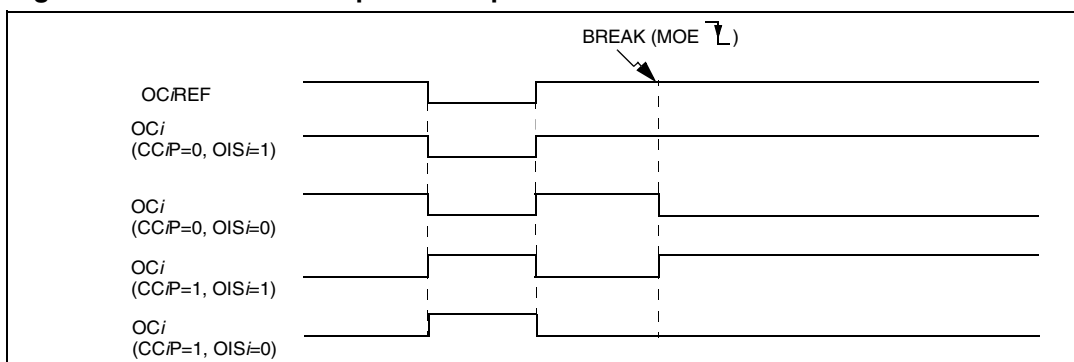 BREAK (MOE )
OCiREF
OCi
(CCiP=0, OISi=1)
OCi
(CCiP=0, OISi=0)
OCi
(CCiP=1, OISi=1)
OCi
(CCiP=1, OISi=0)